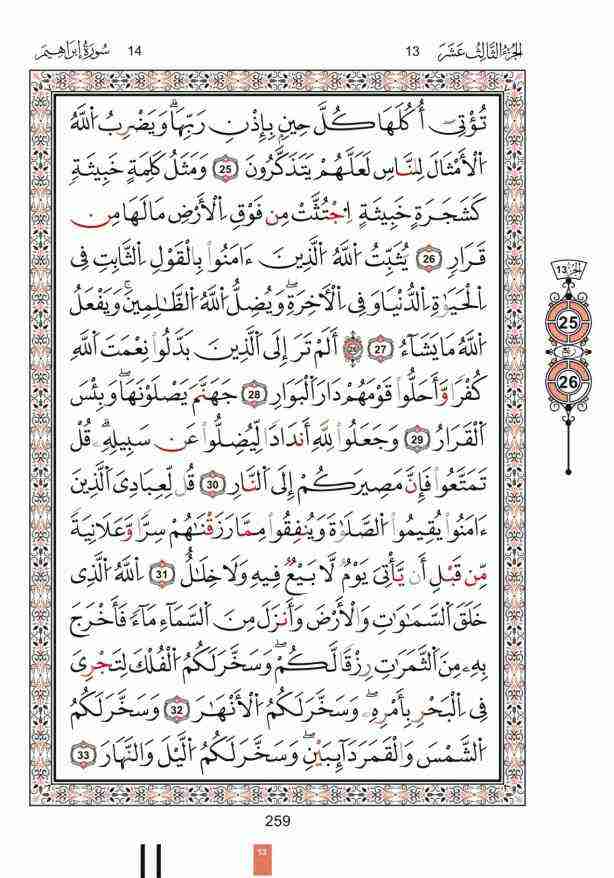 سُورَةُ إِبْرَاهِيم 14 13 الجُزْءُ الثَّالِثَ عَشَرَ
تُؤْتِىٓ أُكُلَهَا كُلَّ حِينٍۭ بِإِذْنِ رَبِّهَاۗ وَيَضْرِبُ ٱللَّهُ
ٱلْأَمْثَالَ لِلنَّاسِ لَعَلَّهُمْ يَتَذَكَّرُونَ 25 وَمَثَلُ كَلِمَةٍ خَبِيثَةٍ
كَشَجَرَةٍ خَبِيثَةٍ ٱجْتُثَّتْ مِن فَوْقِ ٱلْأَرْضِ مَا لَهَا مِن
قَرَارٍ 26 يُثَبِّتُ ٱللَّهُ ٱلَّذِينَ ءَامَنُوا۟ بِٱلْقَوْلِ ٱلثَّابِتِ فِى
ٱلْحَيَوٰةِ ٱلدُّنْيَا وَفِى ٱلْأَخِرَةِۖ وَيُضِلُّ ٱللَّهُ ٱلظَّٰلِمِينَۚ وَيَفْعَلُ
ٱللَّهُ مَا يَشَآءُ 27 26 أَلَمْ تَرَ إِلَى ٱلَّذِينَ بَدَّلُوا۟ نِعْمَتَ ٱللَّهِ
كُفْرًا وَأَحَلُّوا۟ قَوْمَهُمْ دَارَ ٱلْبَوَارِ 28 جَهَنَّمَ يَصْلَوْنَهَاۖ وَبِئْسَ
ٱلْقَرَارُ 29 وَجَعَلُوا۟ لِلَّهِ أَندَادًا لِّيُضِلُّوا۟ عَن سَبِيلِهِۦۗ قُلْ
تَمَتَّعُوا۟ فَإِنَّ مَصِيرَكُمْ إِلَى ٱلنَّارِ 30 قُل لِّعِبَادِىَ ٱلَّذِينَ
ءَامَنُوا۟ يُقِيمُوا۟ ٱلصَّلَوٰةَ وَيُنفِقُوا۟ مِمَّا رَزَقْنَٰهُمْ سِرًّا وَعَلَانِيَةً
مِّن قَبْلِ أَن يَأْتِىَ يَوْمٌ لَّا بَيْعٌ فِيهِ وَلَا خِلَٰلٌ 31 ٱللَّهُ ٱلَّذِى
خَلَقَ ٱلسَّمَٰوَٰتِ وَٱلْأَرْضَ وَأَنزَلَ مِنَ ٱلسَّمَآءِ مَآءً فَأَخْرَجَ
بِهِۦ مِنَ ٱلثَّمَرَٰتِ رِزْقًا لَّكُمْۖ وَسَخَّرَ لَكُمُ ٱلْفُلْكَ لِتَجْرِىَ
فِى ٱلْبَحْرِ بِأَمْرِهِۦۖ وَسَخَّرَ لَكُمُ ٱلْأَنْهَٰرَ 32 وَسَخَّرَ لَكُمُ
ٱلشَّمْسَ وَٱلْقَمَرَ دَآئِبَيْنِۖ وَسَخَّرَ لَكُمُ ٱلَّيْلَ وَٱلنَّهَارَ 33
الجُزْء 13
25
26
259
13